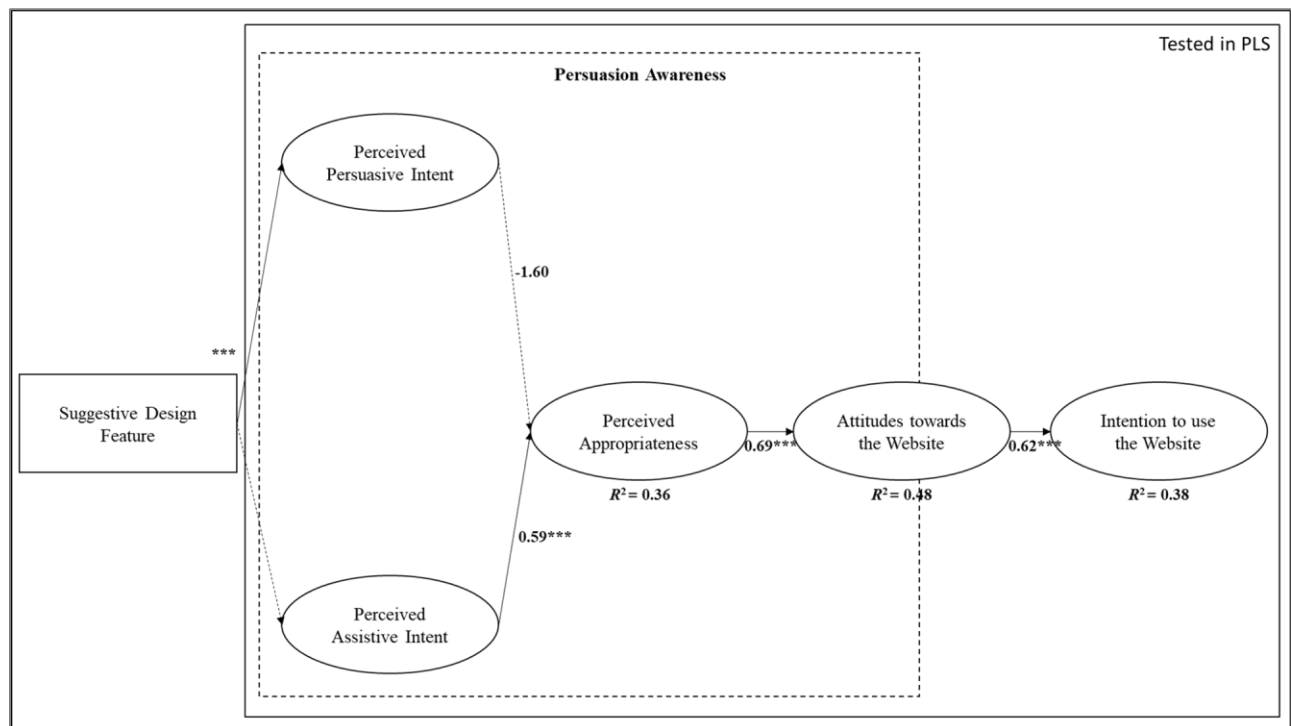 Tested in PLS
Persuasion Awareness
Perceived
Persuasive Intent
-1.60
***
Suggestive Design
Feature
Perceived
Appropriateness
0.69***
Attitudes towards
the Website
0.62***
Intention to use
the Website
R² = 0.36
R² = 0.48
R² = 0.38
0.59***
Perceived
Assistive Intent